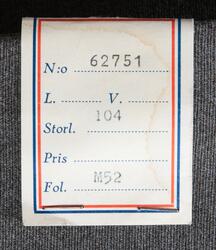 N:o 62751
L. V.
Storl. 104
Pris
Fol. M52